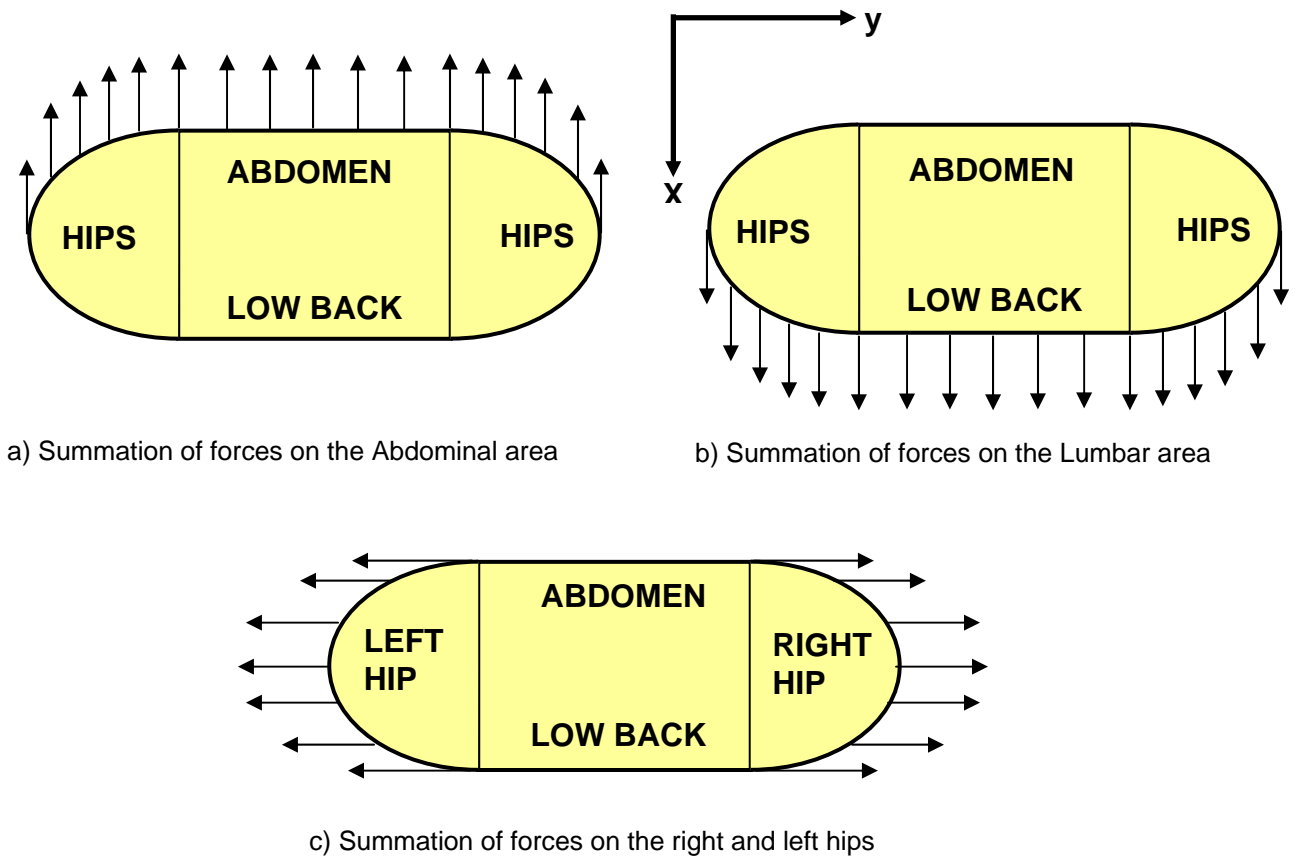 y
x
ABDOMEN
HIPS
HIPS
LOW BACK
ABDOMEN
HIPS
HIPS
LOW BACK
a) Summation of forces on the Abdominal area
b) Summation of forces on the Lumbar area
ABDOMEN
LEFT
HIP
RIGHT
HIP
LOW BACK
c) Summation of forces on the right and left hips